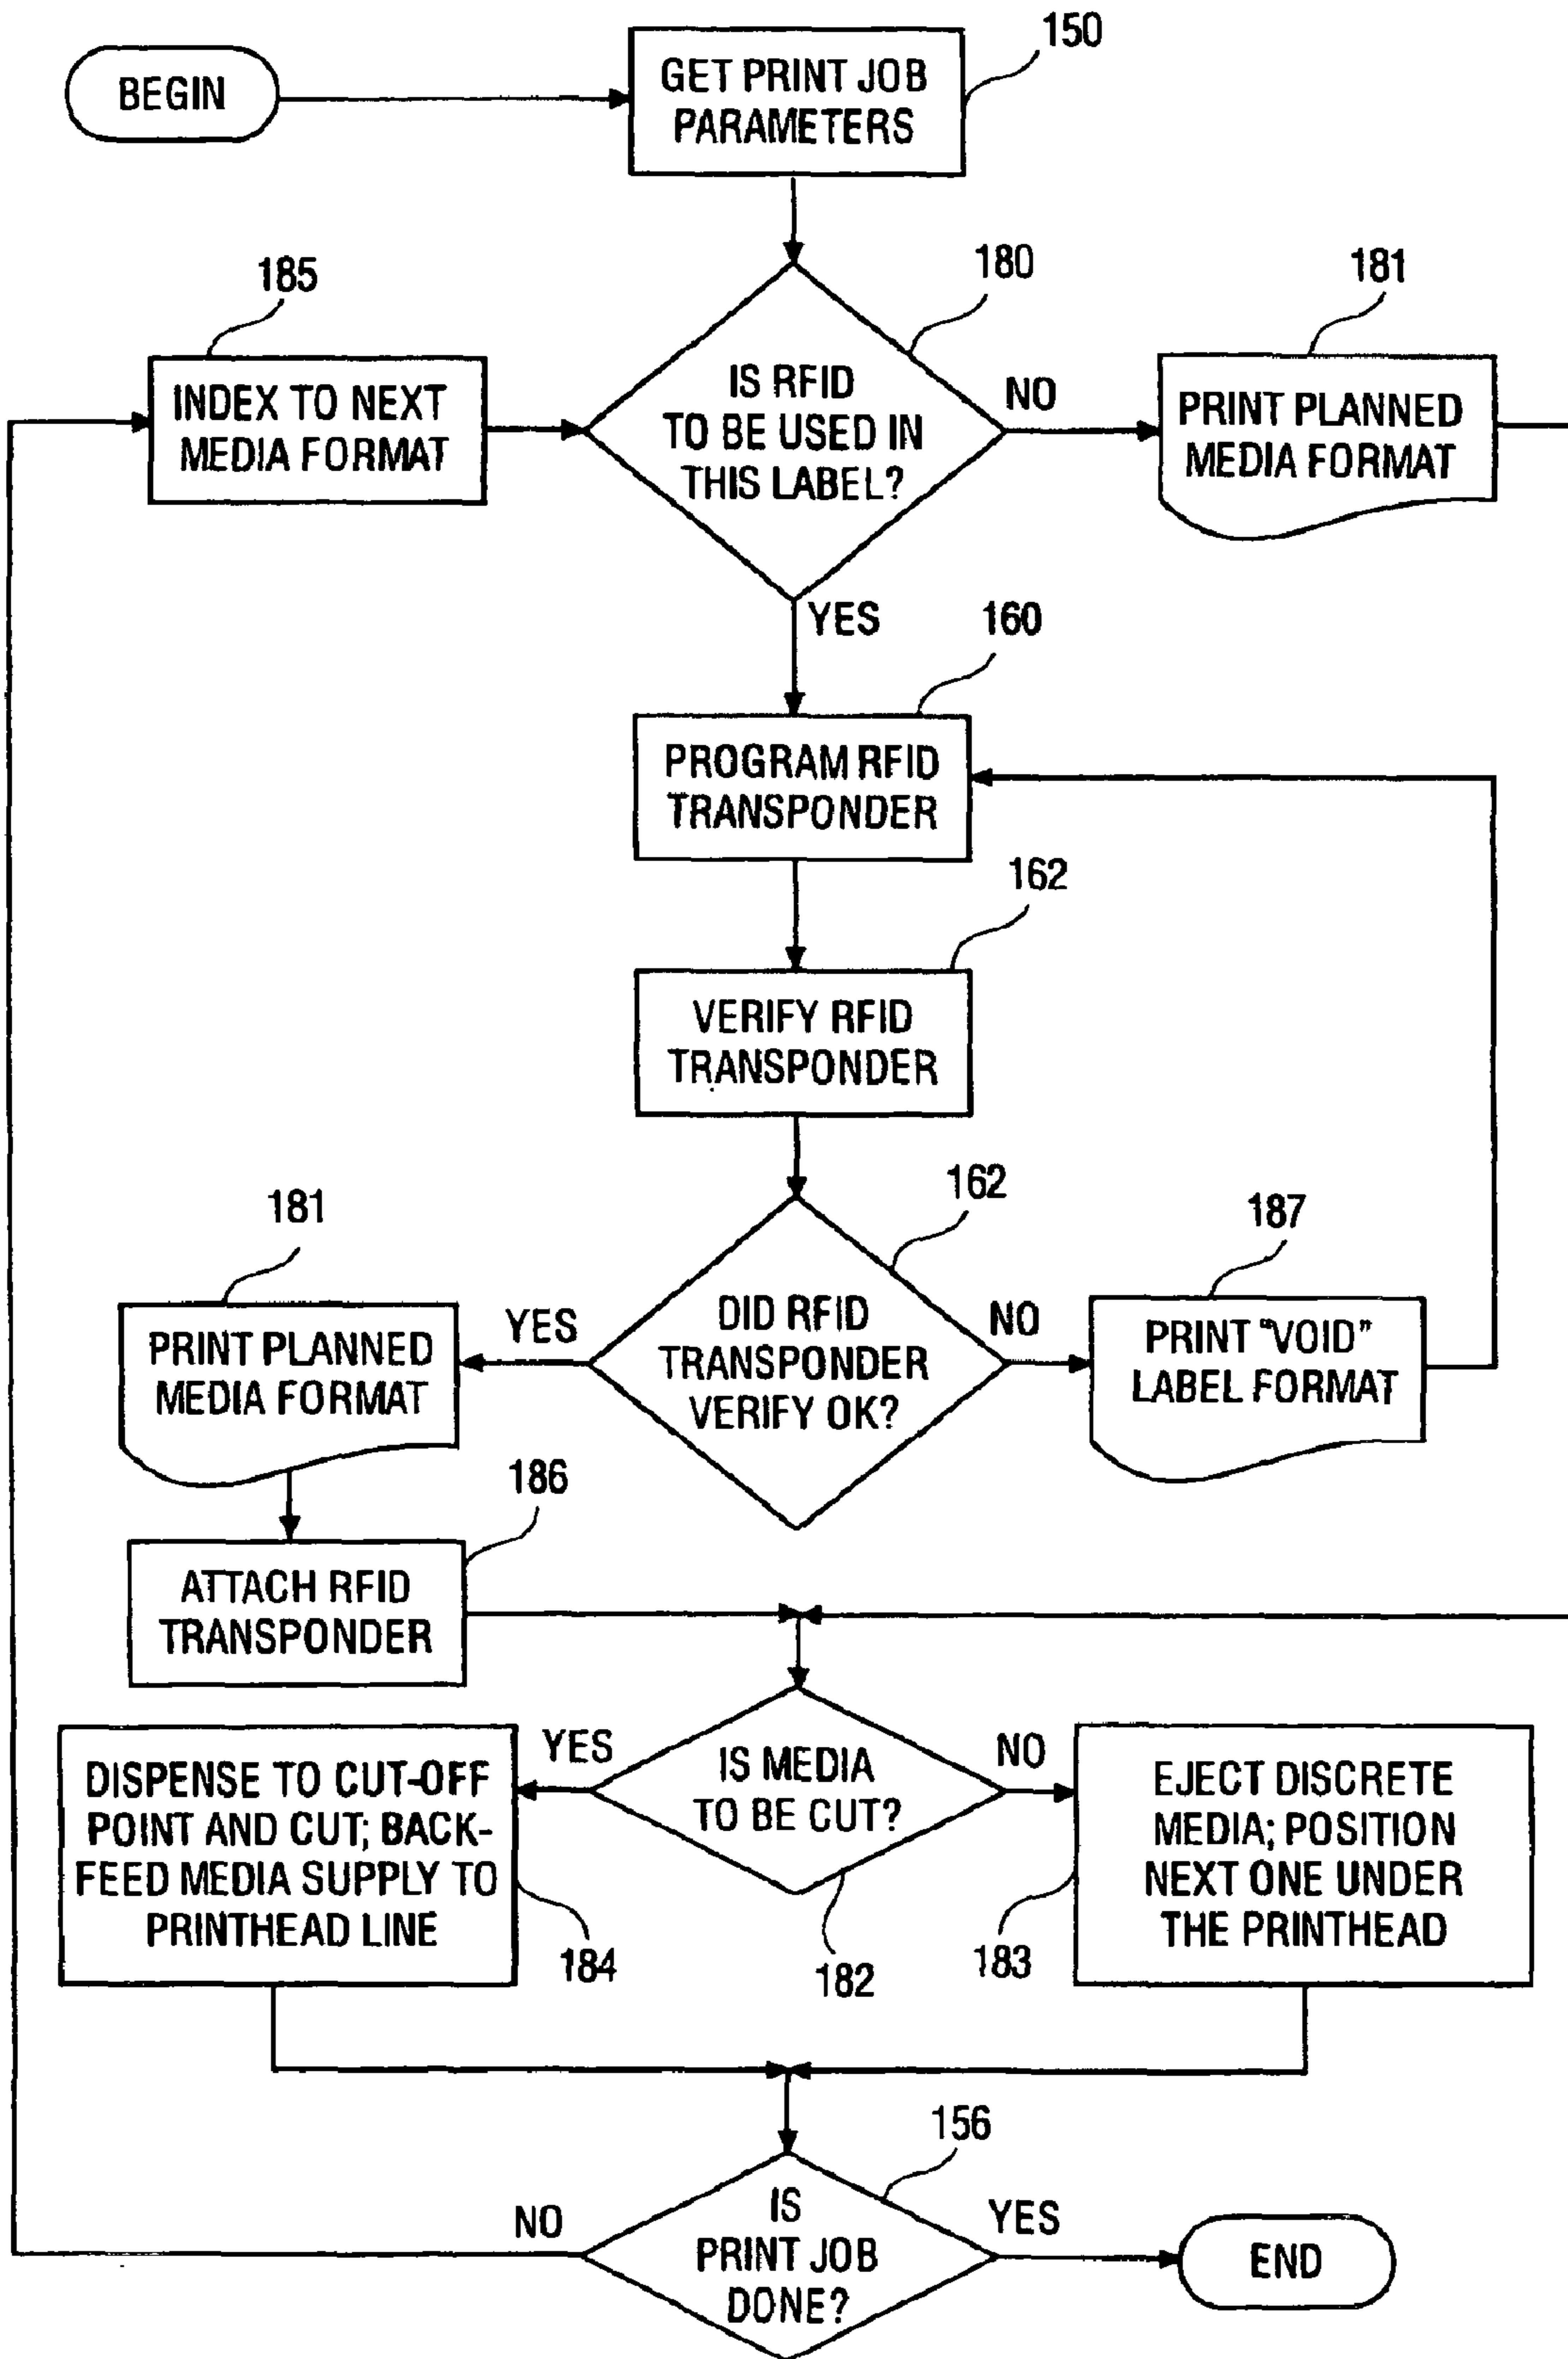 BEGIN
GET PRINT JOB
PARAMETERS
150
185
INDEX TO NEXT
MEDIA FORMAT
180
IS RFID
TO BE USED IN
THIS LABEL?
NO
181
PRINT PLANNED
MEDIA FORMAT
YES
160
PROGRAM RFID
TRANSPONDER
162
VERIFY RFID
TRANSPONDER
162
DID RFID
TRANSPONDER
VERIFY OK?
181
YES
PRINT PLANNED
MEDIA FORMAT
NO
187
PRINT "VOID"
LABEL FORMAT
186
ATTACH RFID
TRANSPONDER
IS MEDIA
TO BE CUT?
182
YES
DISPENSE TO CUT-OFF
POINT AND CUT; BACK-
FEED MEDIA SUPPLY TO
PRINTHEAD LINE
184
NO
EJECT DISCRETE
MEDIA; POSITION
NEXT ONE UNDER
THE PRINTHEAD
183
156
IS
PRINT JOB
DONE?
NO
YES
END